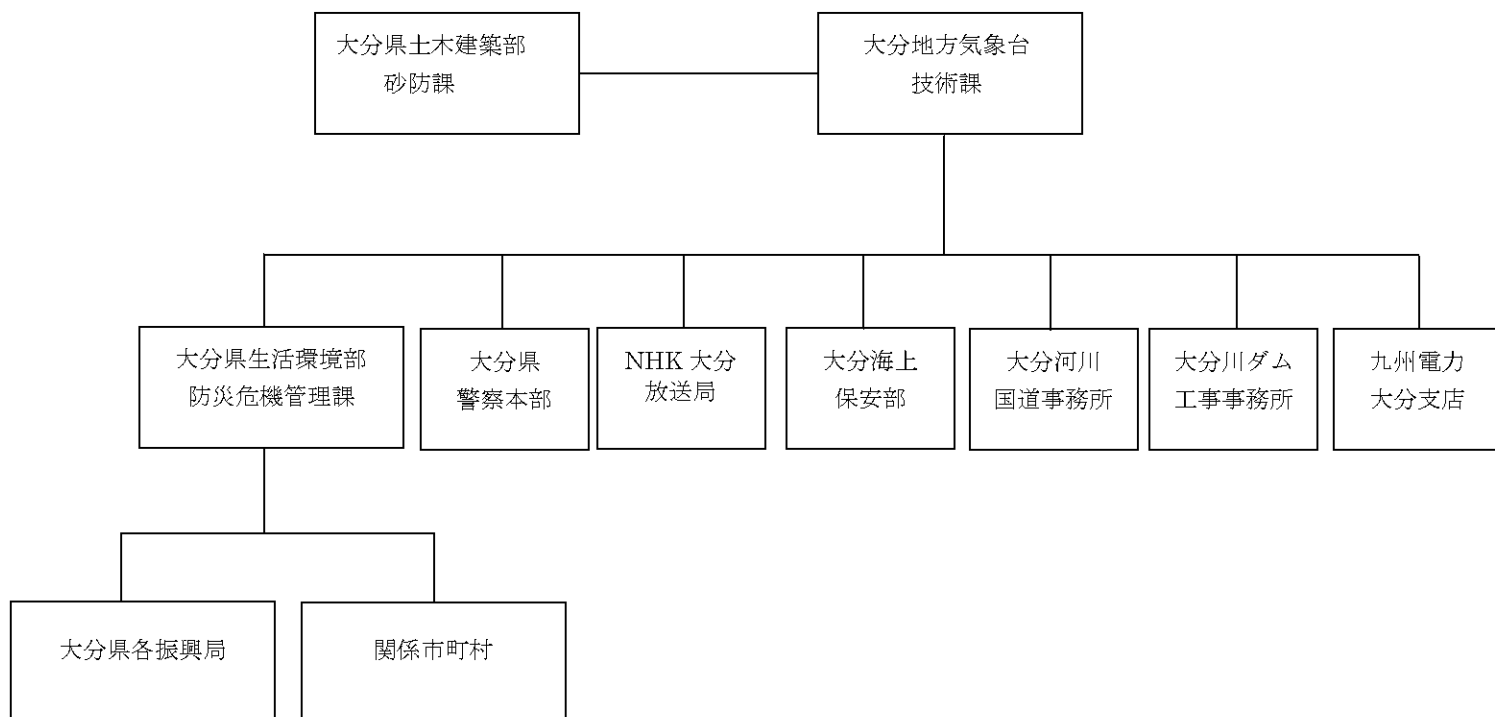 大分県土木建築部
砂防課
大分地方気象台
技術課
大分県生活環境部
防災危機管理課
大分県
警察本部
NHK 大分
放送局
大分海上
保安部
大分河川
国道事務所
大分川ダム
工事事務所
九州電力
大分支店
大分県各振興局
関係市町村